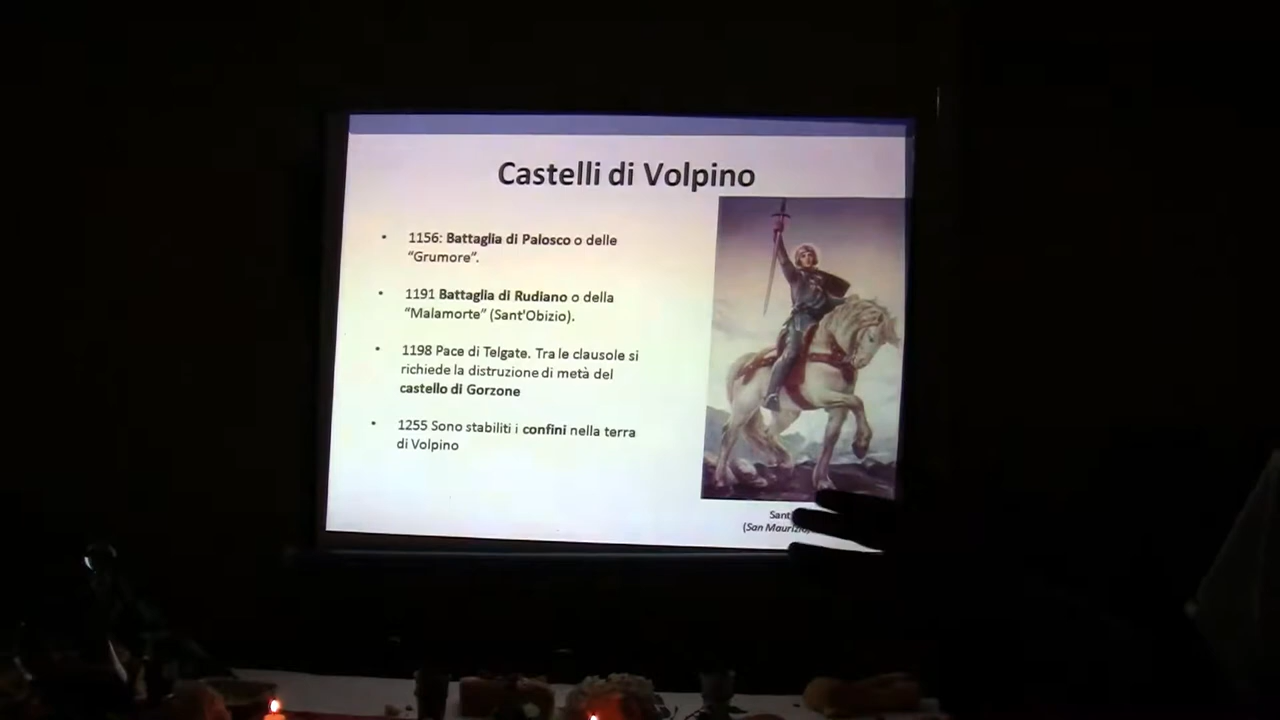 Castelli di Volpino
• 1156: Battaglia di Palosco o delle
"Grumore".
• 1191 Battaglia di Rudiano o della
"Malamorte" (Sant'Obizio).
• 1198 Pace di Telgate. Tra le clausole si
richiede la distruzione di metà del
castello di Gorzone
• 1255 Sono stabiliti i confini nella terra
di Volpino
(San